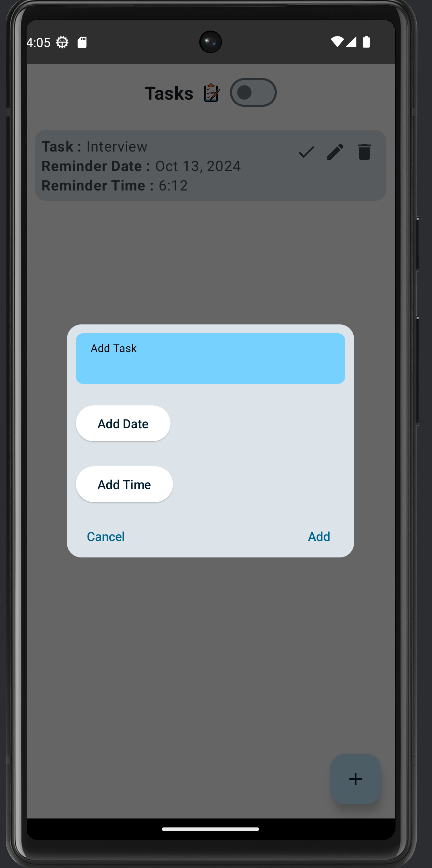 4:05
Tasks
Task : Interview
Reminder Date : Oct 13, 2024
Reminder Time : 6:12
Add Task
Add Date
Add Time
Cancel Add
+